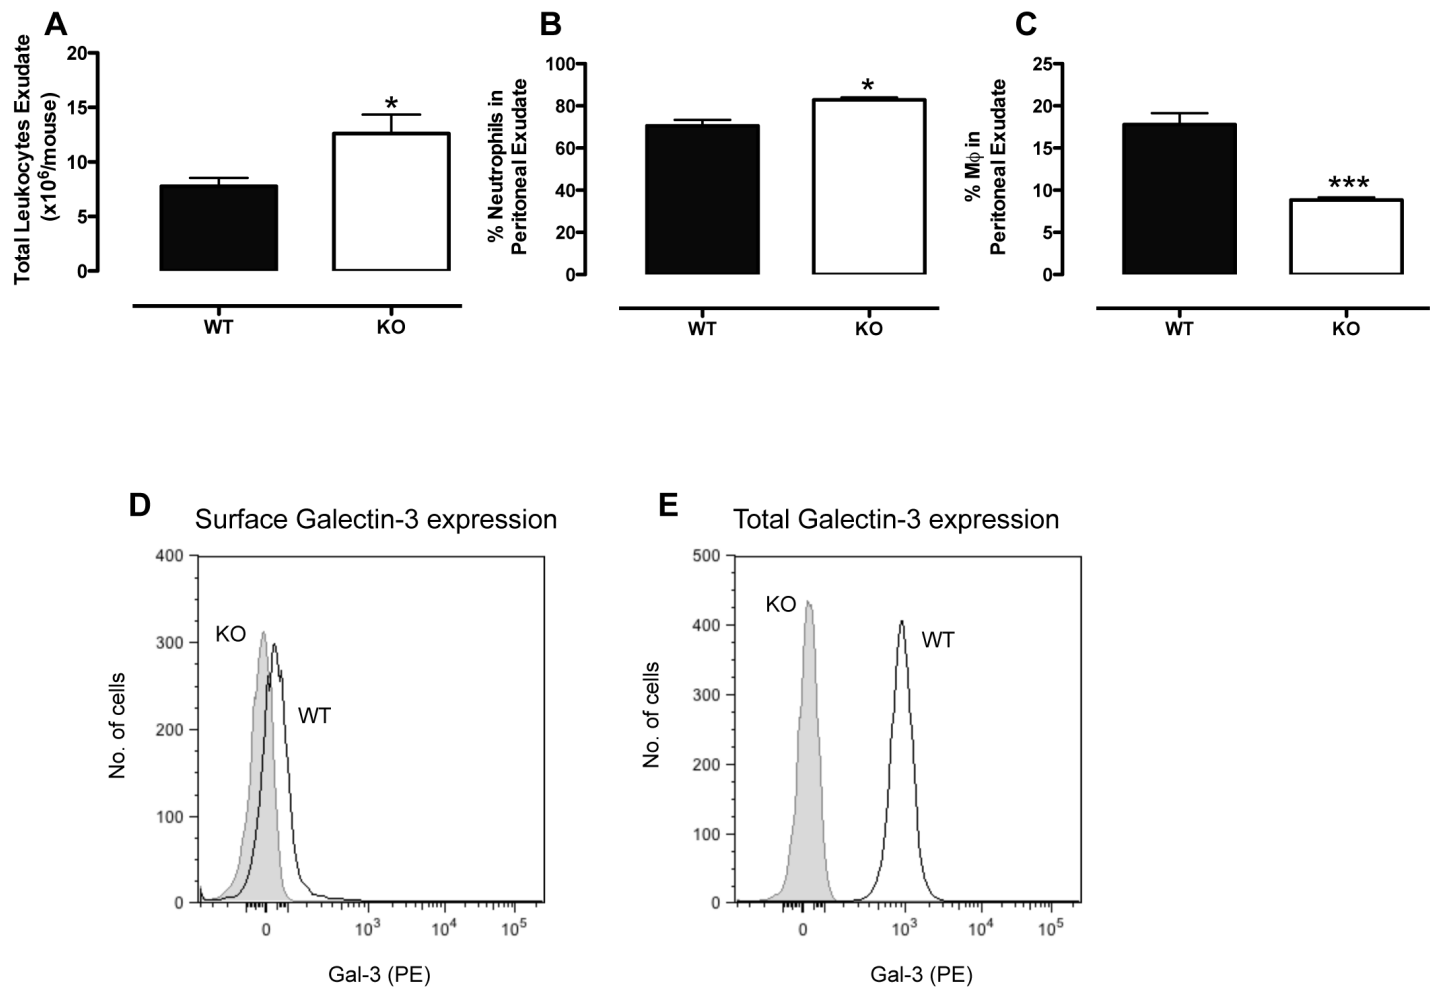 A
Total Leukocytes Exudate
(x10⁶/mouse)
20
15
10
5
0
*
WT KO
B
% Neutrophils in
Peritoneal Exudate
100
80
60
40
20
0
*
WT KO
C
% Mϕ in
Peritoneal Exudate
25
20
15
10
5
0
***
WT KO
D
Surface Galectin-3 expression
No. of cells
400
300
200
100
0
KO
WT
0 10³ 10⁴ 10⁵
Gal-3 (PE)
E
Total Galectin-3 expression
No. of cells
500
400
300
200
100
0
KO
WT
0 10³ 10⁴ 10⁵
Gal-3 (PE)